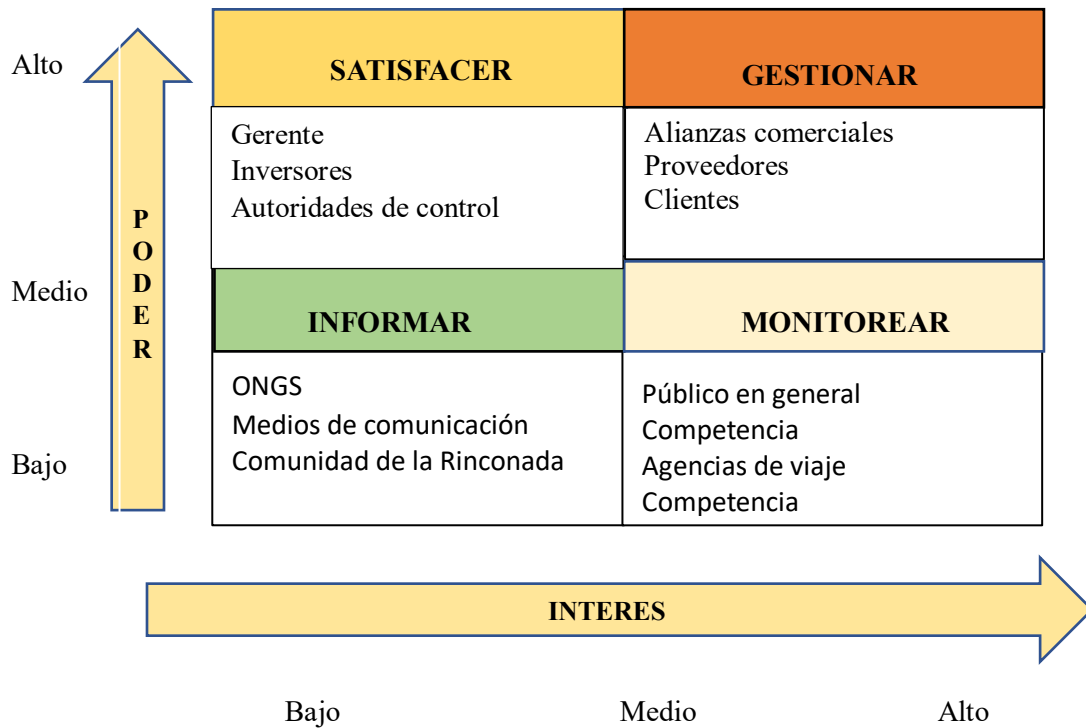 Alto
SATISFACER
GESTIONAR
Gerente
Inversores
Autoridades de control
Alianzas comerciales
Proveedores
Clientes
PODER
Medio
INFORMAR
MONITOREAR
ONGS
Medios de comunicación
Comunidad de la Rinconada
Público en general
Competencia
Agencias de viaje
Competencia
Bajo
INTERES
Bajo
Medio
Alto